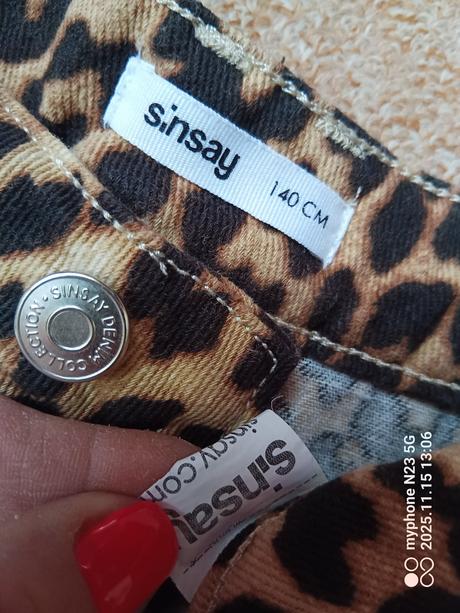 sinsay
140 CM
SINSAY DENIM COLLECTION
sinsay.com
sinsay
myphone N23 5G
2025.11.15 13:06